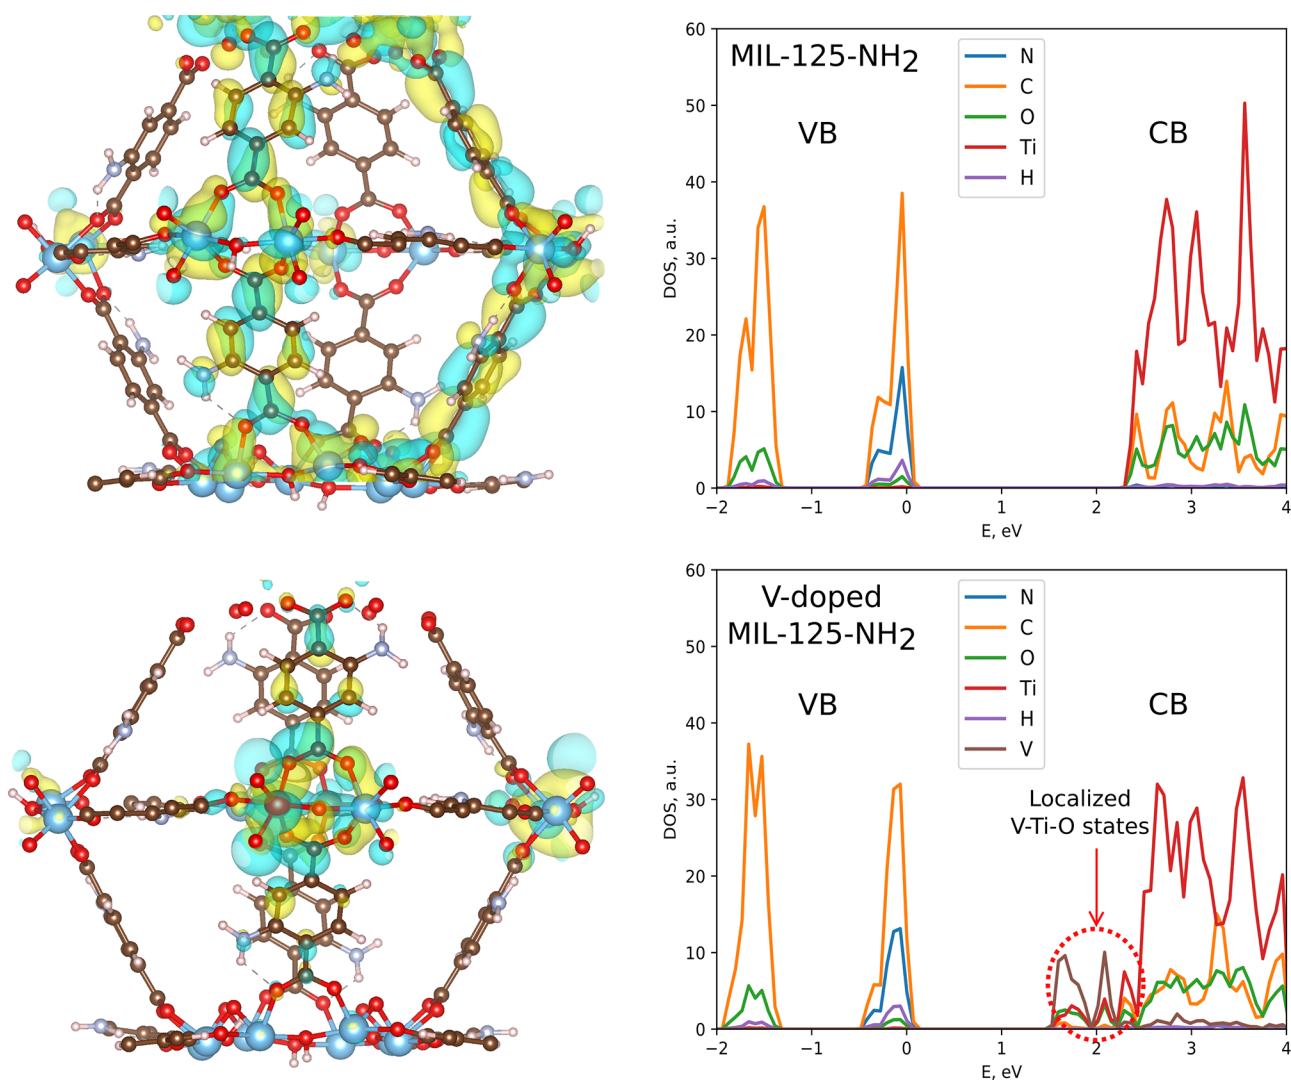 MIL-125-NH2
VB
CB
N
C
O
Ti
H
60
50
40
30
20
10
0
DOS, a.u.
−2
−1
0
1
2
3
4
E, eV
V-doped
MIL-125-NH2
VB
CB
N
C
O
Ti
H
V
Localized
V-Ti-O states
60
50
40
30
20
10
0
DOS, a.u.
−2
−1
0
1
2
3
4
E, eV